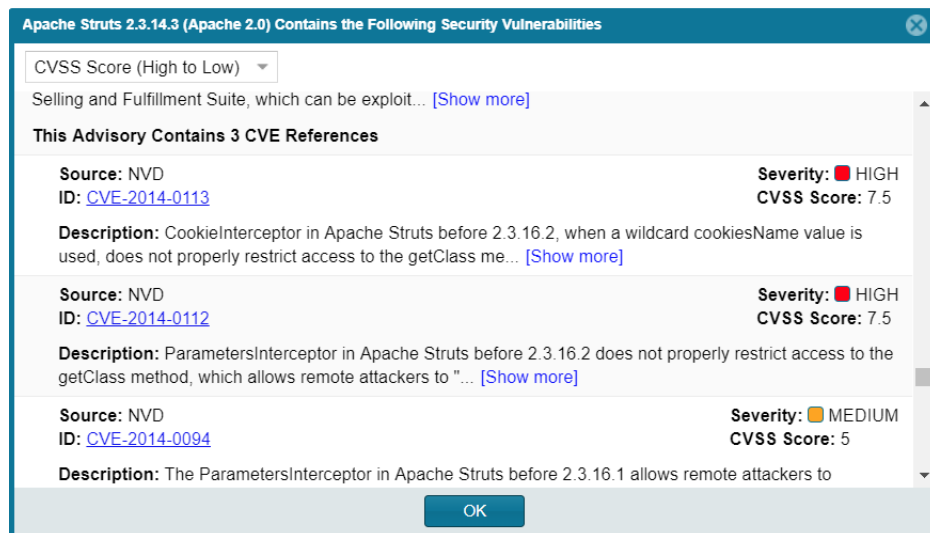 Apache Struts 2.3.14.3 (Apache 2.0) Contains the Following Security Vulnerabilities
CVSS Score (High to Low)
Selling and Fulfillment Suite, which can be exploit... [Show more]
This Advisory Contains 3 CVE References
Source: NVD
Severity: HIGH
ID: CVE-2014-0113
CVSS Score: 7.5
Description: CookieInterceptor in Apache Struts before 2.3.16.2, when a wildcard cookiesName value is
used, does not properly restrict access to the getClass me... [Show more]
Source: NVD
Severity: HIGH
ID: CVE-2014-0112
CVSS Score: 7.5
Description: ParametersInterceptor in Apache Struts before 2.3.16.2 does not properly restrict access to the
getClass method, which allows remote attackers to "... [Show more]
Source: NVD
Severity: MEDIUM
ID: CVE-2014-0094
CVSS Score: 5
Description: The ParametersInterceptor in Apache Struts before 2.3.16.1 allows remote attackers to
OK